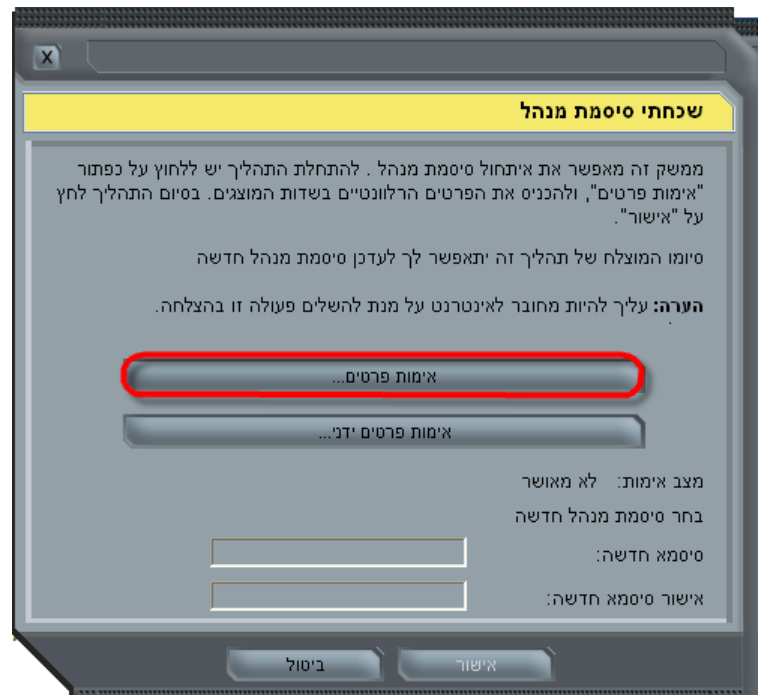 X
שכחתי סיסמת מנהל
ממשק זה מאפשר את איתחול סיסמת מנהל . להתחלת התהליך יש ללחוץ על כפתור
"אימות פרטים", ולהכניס את הפרטים הרלוונטיים בשדות המוצגים. בסיום התהליך לחץ
על "אישור".
סיומו המוצלח של תהליך זה יתאפשר לך לעדכן סיסמת מנהל חדשה
הערה: עליך להיות מחובר לאינטרנט על מנת להשלים פעולה זו בהצלחה.
אימות פרטים...
אימות פרטים ידני...
מצב אימות: לא מאושר
בחר סיסמת מנהל חדשה
סיסמא חדשה:
אישור סיסמא חדשה:
אישור ביטול